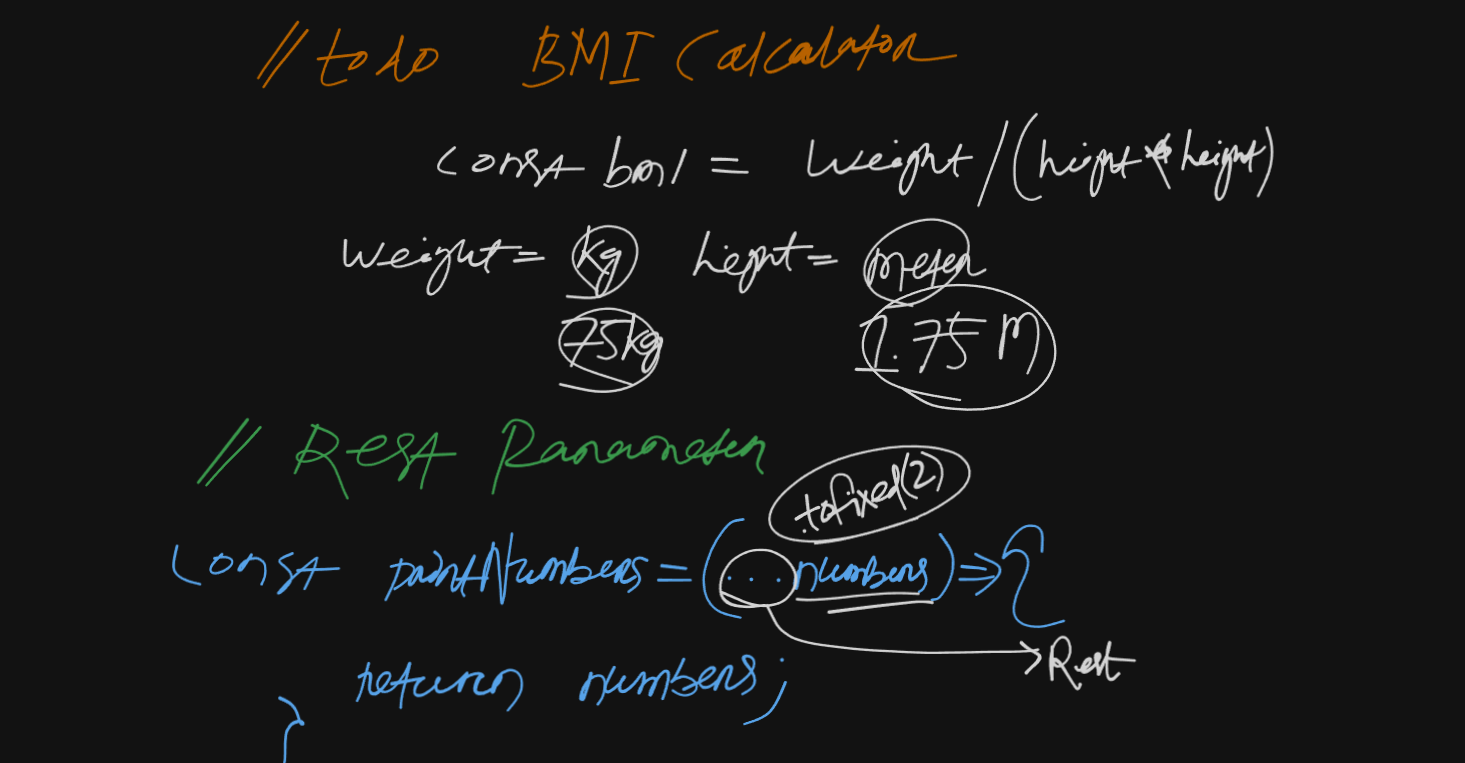 // todo BMI Calculator
const bmi = weight/(hight * height)
weight = kg hight = meter
75kg 1.75 M
// Rest Parameter
.tofixed(2)
const printNumbers = (...numbers) => {
Rest
return numbers;
}